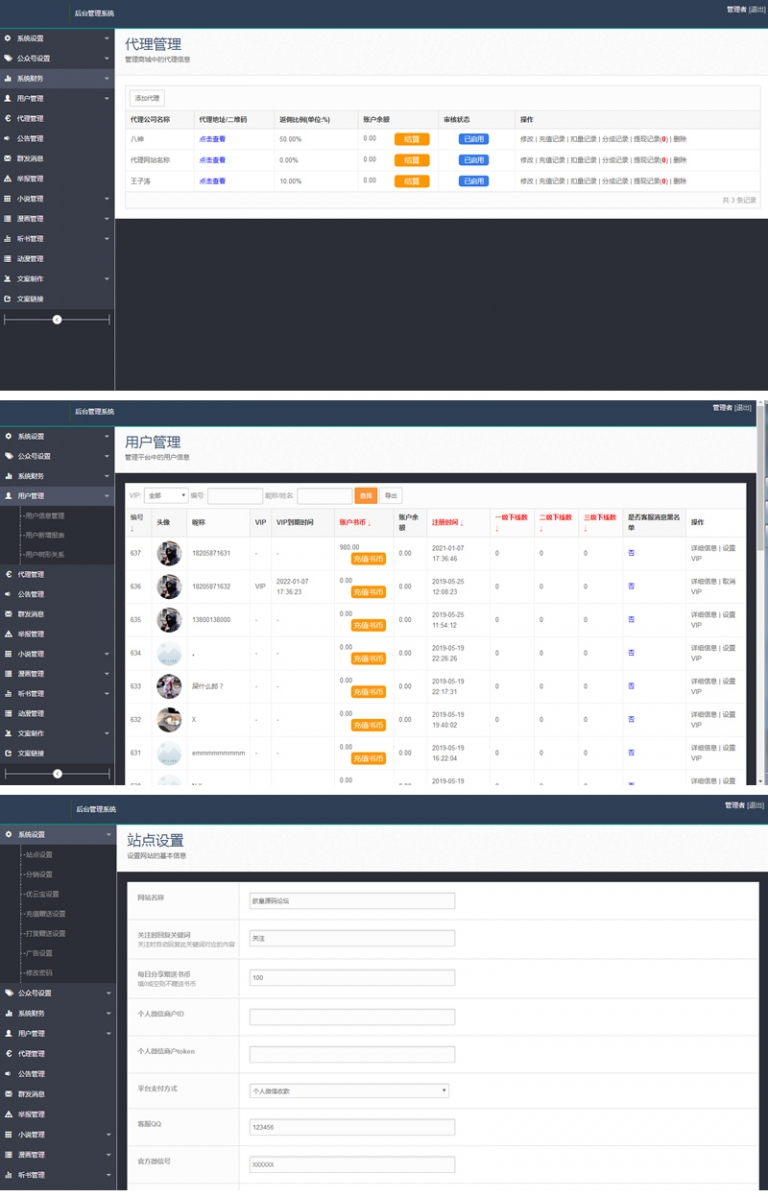 后台管理系统
管理者 [退出]
系统设置
公众号设置
系统财务
用户管理
代理管理
公告管理
群发消息
举报管理
小说管理
漫画管理
听书管理
动漫管理
文案制作
文案链接
代理管理
管理商城中的代理信息
添加代理
代理公司名称 代理地址/二维码 返佣比例(单位:%) 账户余额 审核状态 操作
八神 点击查看 50.00% 0.00 结算 已启用 修改 | 充值记录 | 扣量记录 | 分成记录 | 提现记录(0) | 删除
代理网站名称 点击查看 0.00% 0.00 结算 已启用 修改 | 充值记录 | 扣量记录 | 分成记录 | 提现记录(0) | 删除
王子涛 点击查看 10.00% 0.00 结算 已启用 修改 | 充值记录 | 扣量记录 | 分成记录 | 提现记录(0) | 删除
共 3 条记录
后台管理系统
管理者 [退出]
系统设置
公众号设置
系统财务
用户管理
用户信息管理
用户新增报表
用户树形关系
代理管理
公告管理
群发消息
举报管理
小说管理
漫画管理
听书管理
动漫管理
文案制作
文案链接
用户管理
管理平台中的用户信息
VIP: 全部 编号: 昵称/姓名: 查询 导出
编号↓ 头像 昵称 VIP VIP到期时间 账户书币↓ 账户余额 注册时间↓ 一级下线数↓ 二级下线数↓ 三级下线数↓ 是否客服消息黑名单 操作
637 18205871631 - - 980.00 充值书币 0.00 2021-01-07 17:36:46 0 0 0 否 详细信息 | 设置VIP
636 18205871632 VIP 2022-01-07 17:36:23 0.00 充值书币 0.00 2019-05-25 12:08:23 0 0 0 否 详细信息 | 取消VIP
635 13800138000 - - 0.00 充值书币 0.00 2019-05-25 11:54:12 0 0 0 否 详细信息 | 设置VIP
634 - - 0.00 充值书币 0.00 2019-05-19 22:26:26 0 0 0 否 详细信息 | 设置VIP
633 - - 0.00 充值书币 0.00 2019-05-19 22:17:31 0 0 0 否 详细信息 | 设置VIP
632 X - - 0.00 充值书币 0.00 2019-05-19 19:40:02 0 0 0 否 详细信息 | 设置VIP
631 emmmmmmmmm - - 0.00 充值书币 0.00 2019-05-19 16:22:04 0 0 0 否 详细信息 | 设置VIP
0.00 2019-05-19 详细信息 | 设置
后台管理系统
管理者 [退出]
系统设置
站点设置
分销设置
优云宝设置
充值赠送设置
打赏赠送设置
广告设置
修改密码
公众号设置
系统财务
用户管理
代理管理
公告管理
群发消息
举报管理
小说管理
漫画管理
听书管理
站点设置
设置网站的基本信息
网站名称
源码论坛
关注时回复关键词
关注时自动回复此关键词对应的内容
关注
每日分享赠送书币
填0或空则不赠送书币
100
个人微信商户ID
个人微信商户token
平台支付方式
个人微信收款
客服QQ
123456
官方微信号
XXXXXX